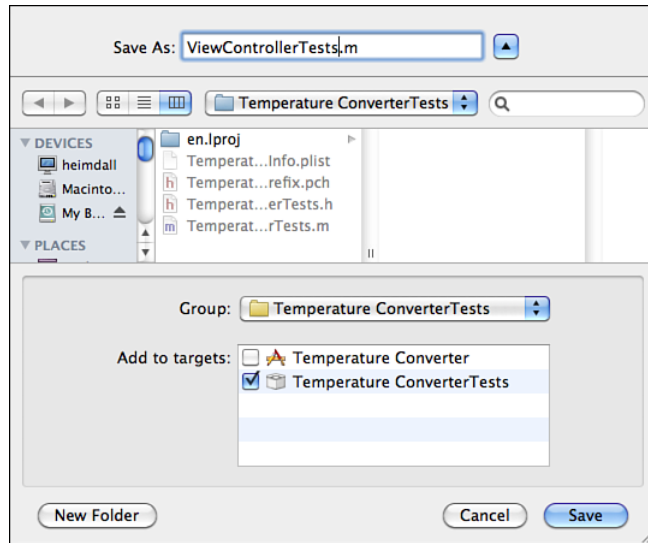 Save As: ViewControllerTests.m
Temperature ConverterTests
DEVICES
heimdall
Macinto...
My B...
PLACES
en.lproj
Temperat...Info.plist
Temperat...refix.pch
Temperat...erTests.h
Temperat...rTests.m
Group: Temperature ConverterTests
Add to targets: Temperature Converter
Temperature ConverterTests
New Folder Cancel Save